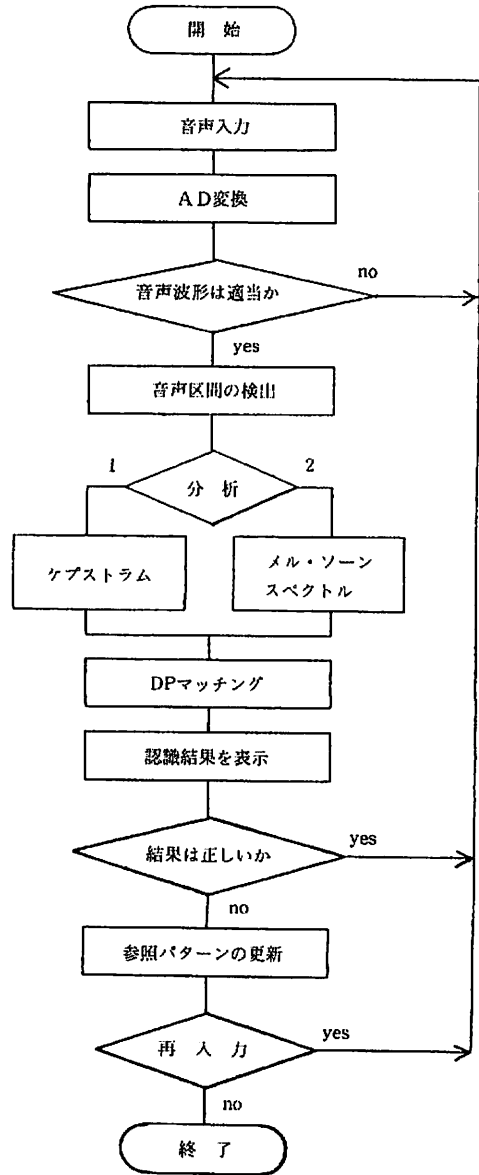 開 始
音声入力
AD変換
音声波形は適当か
no
yes
音声区間の検出
1
分 析
2
ケプストラム
メル・ソーン
スペクトル
DPマッチング
認識結果を表示
結果は正しいか
yes
no
参照パターンの更新
再 入 力
yes
no
終 了